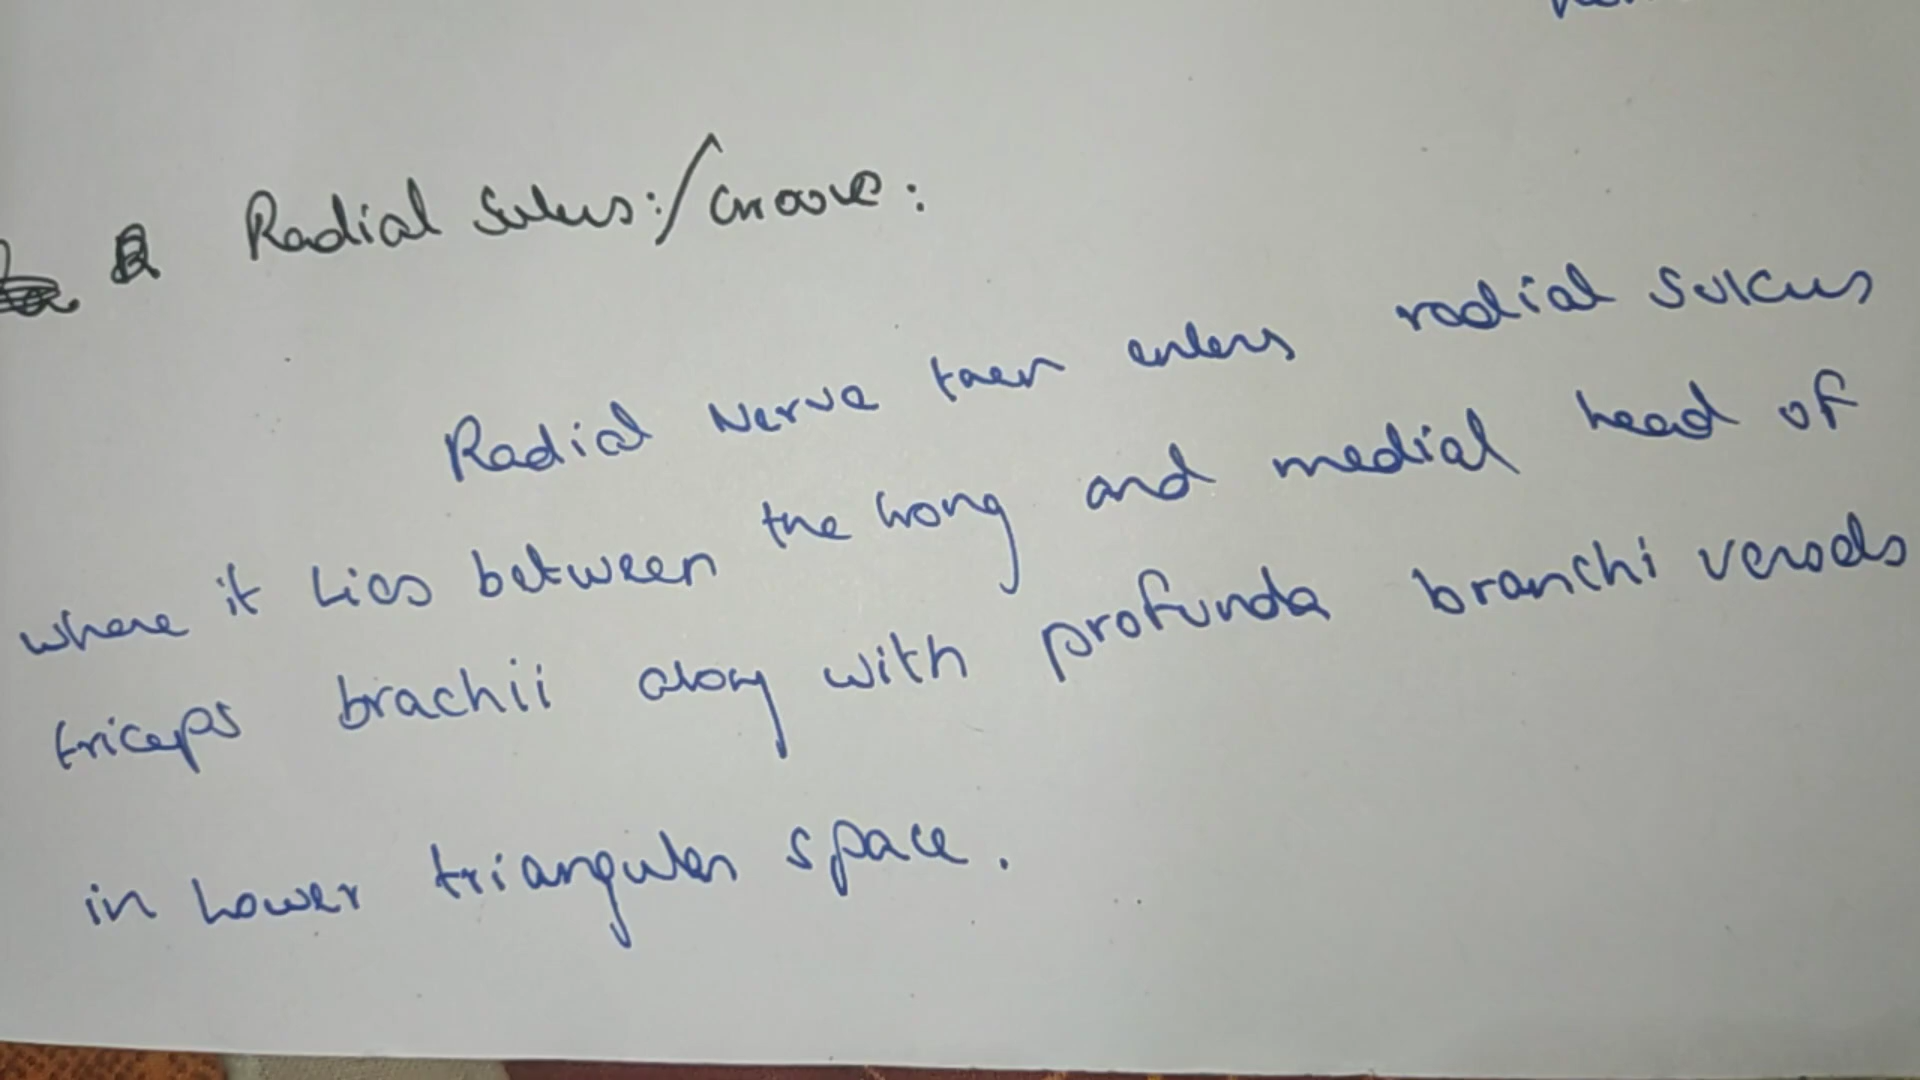 Radial Sulcus:/Groove:
Radial Nerve then enters radial sulcus
where it Lies between the Long and medial head of
triceps brachii along with profunda branchi vessels
in Lower triangular space.